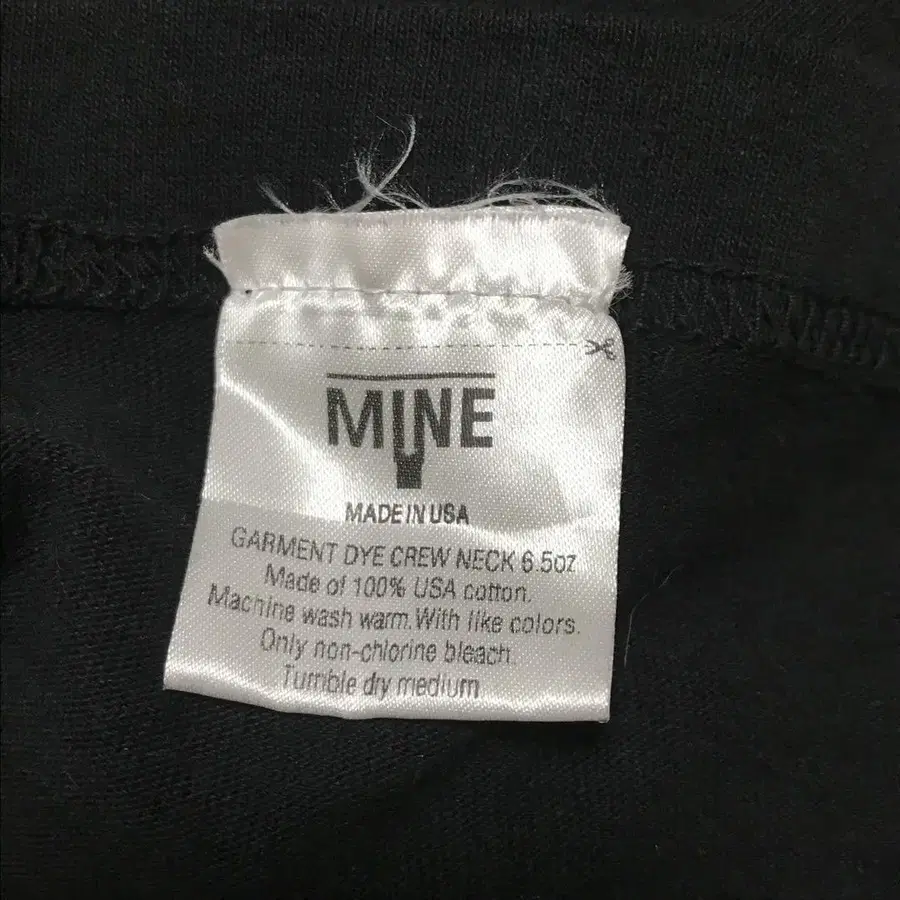 MINE
MADE IN USA
GARMENT DYE CREW NECK 6.5oz
Made of 100% USA cotton.
Machine wash warm. With like colors.
Only non-chlorine bleach.
Tumble dry medium